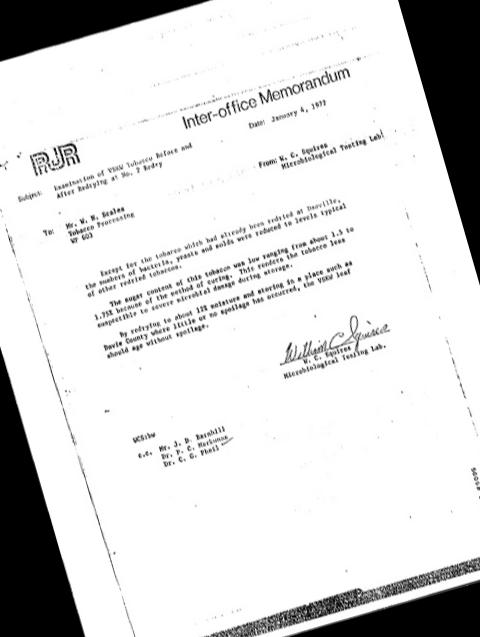 Inter-office Memorandum
Date: January 4, 1977
RJR
Subject: Examination of VSKW Tobacco Before and
After Redrying at No. 2 Redry
From: W. C. Squires
Microbiological Testing Lab.
To: Mr. W. N. Scales
Tobacco Processing
WF 603
Except for the tobacco which had already been redried at Danville,
the numbers of bacteria, yeasts and molds were reduced to levels typical
of other redried tobaccos.
The sugar content of this tobacco was low ranging from about 1.5 to
1.75% because of the method of curing. This renders the tobacco less
susceptible to severe microbial damage during storage.
By redrying to about 12% moisture and storing in a place such as
Davie County where little or no spoilage has occurred, the VSKW leaf
should age without spoilage.
William C Squires
W. C. Squires
Microbiological Testing Lab.
WCS:bw
c.c. Mr. J. D. Barnhill
Dr. P. C. Markunas
Dr. C. G. Pheil